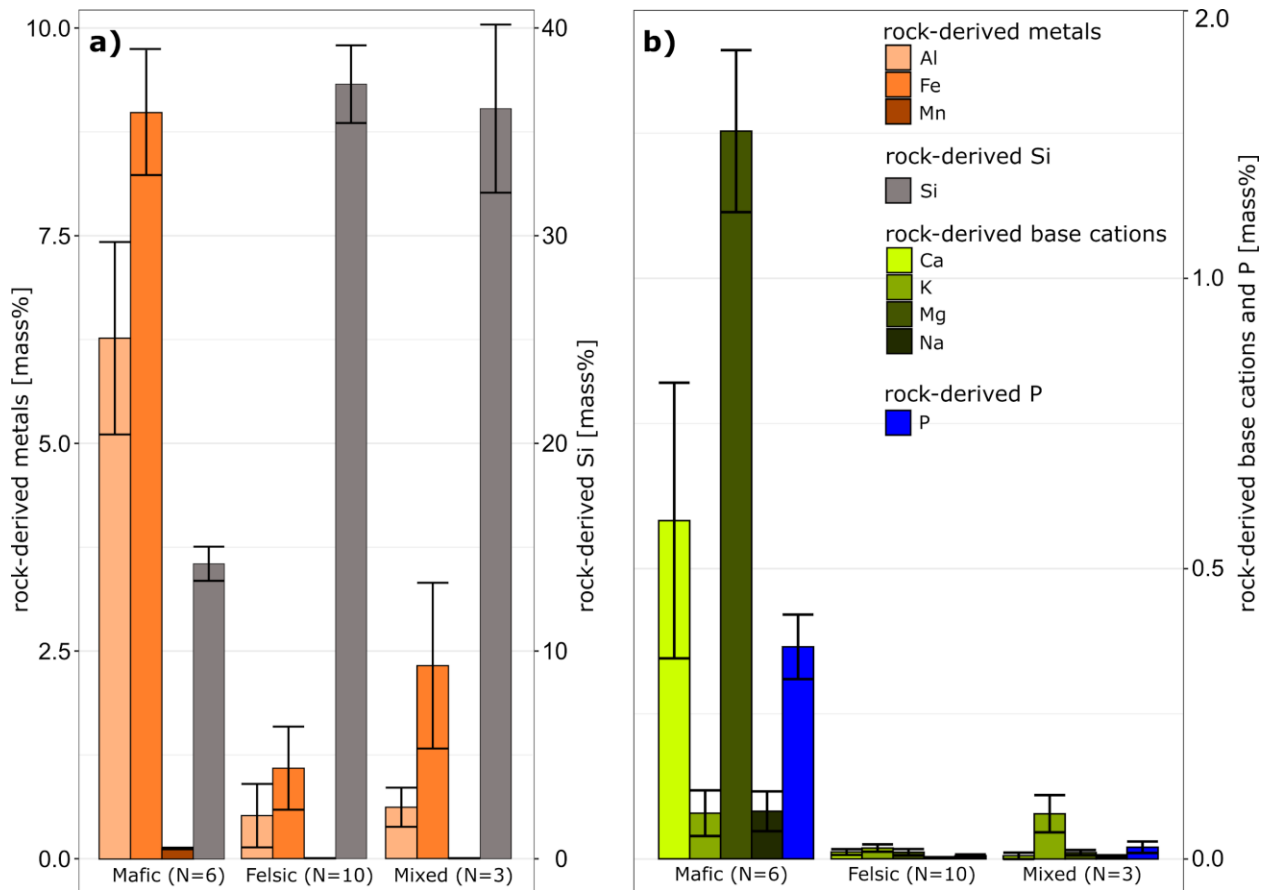 a)
10.0
7.5
5.0
2.5
0.0
rock-derived metals [mass%]
40
30
20
10
0
rock-derived Si [mass%]
Mafic (N=6)
Felsic (N=10)
Mixed (N=3)
b)
rock-derived metals
Al
Fe
Mn
rock-derived Si
Si
rock-derived base cations
Ca
K
Mg
Na
rock-derived P
P
2.0
1.0
0.5
0.0
rock-derived base cations and P [mass%]
Mafic (N=6)
Felsic (N=10)
Mixed (N=3)